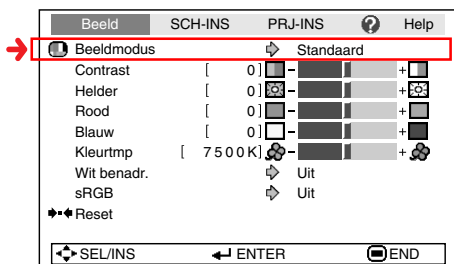 Beeld SCH-INS PRJ-INS ? Help
Beeldmodus Standaard
Contrast [ 0] - +
Helder [ 0] - +
Rood [ 0] - +
Blauw [ 0] - +
Kleurtmp [ 7500K] - +
Wit benadr. Uit
sRGB Uit
Reset
SEL/INS ENTER END